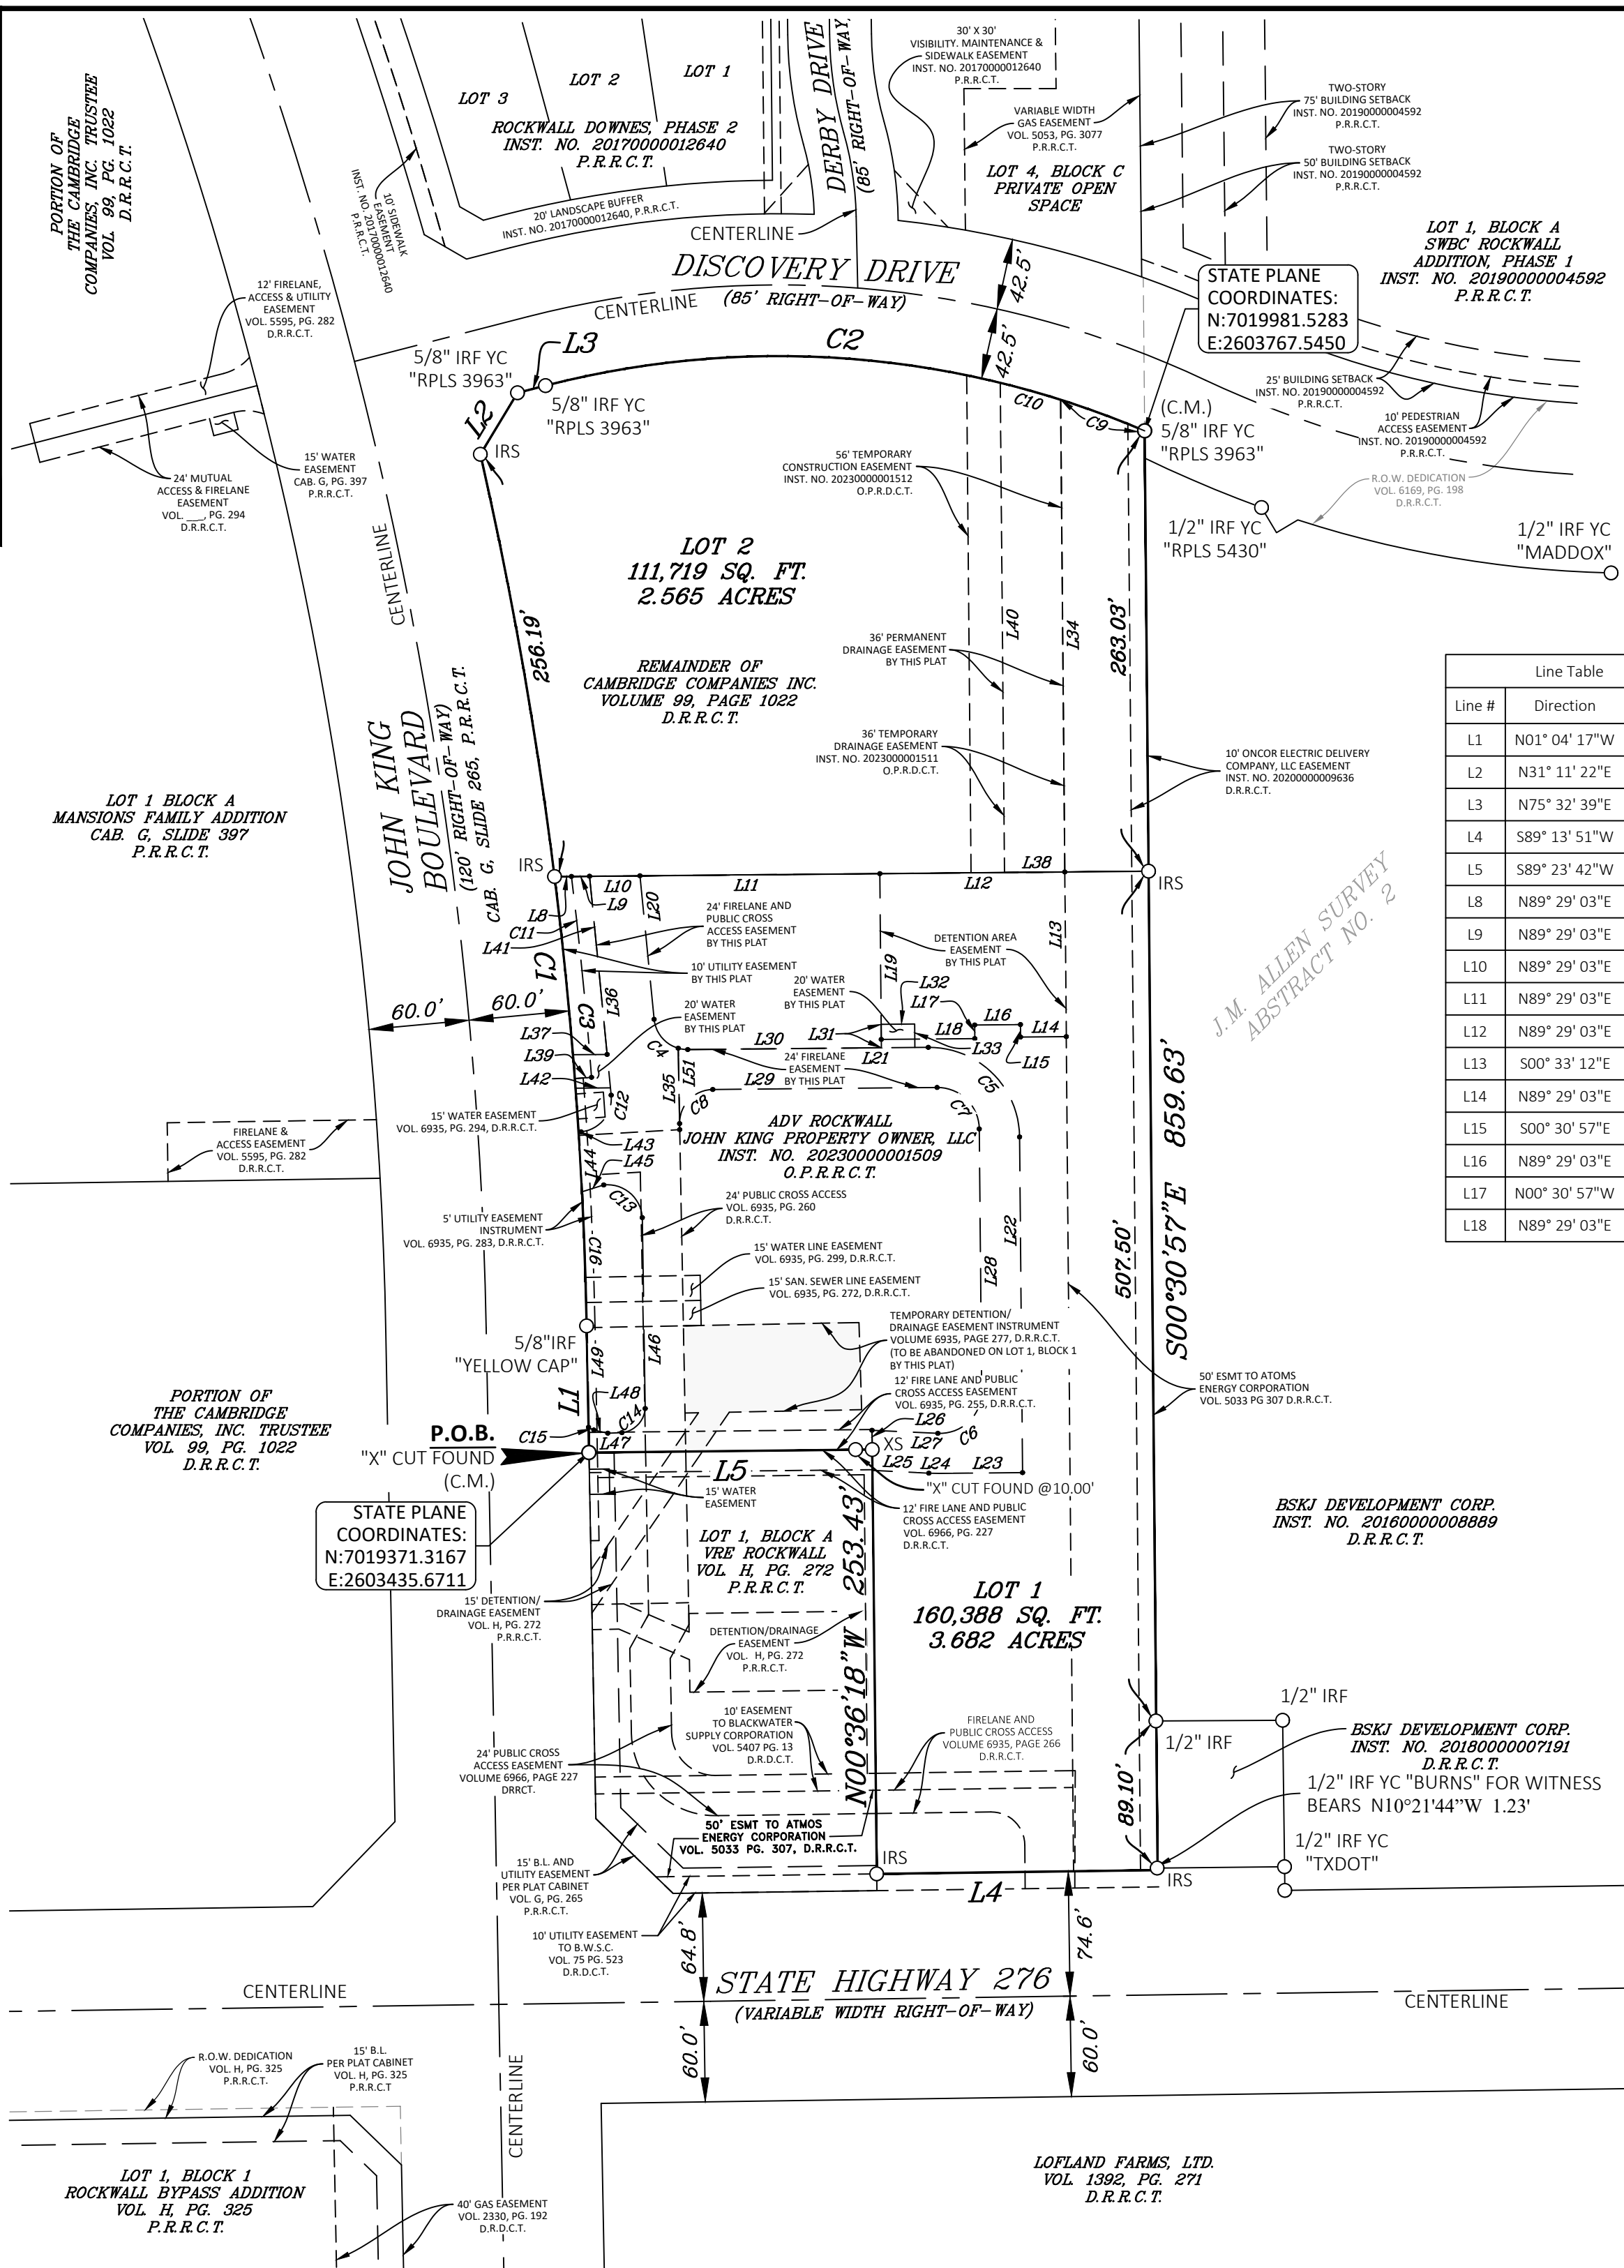 PORTION OF
THE CAMBRIDGE
COMPANIES, INC. TRUSTEE
VOL. 99, PG. 1022
D.R.R.C.T.
10' SIDEWALK
EASEMENT
INST. NO. 20170000012640
P.R.R.C.T.
LOT 3
LOT 2
LOT 1
ROCKWALL DOWNES, PHASE 2
INST. NO. 20170000012640
P.R.R.C.T.
20' LANDSCAPE BUFFER
INST. NO. 20170000012640, P.R.R.C.T.
DERBY DRIVE
(85' RIGHT-OF-WAY)
30' X 30'
VISIBILITY. MAINTENANCE &
SIDEWALK EASEMENT
INST. NO. 20170000012640
P.R.R.C.T.
VARIABLE WIDTH
GAS EASEMENT
VOL. 5053, PG. 3077
P.R.R.C.T.
LOT 4, BLOCK C
PRIVATE OPEN
SPACE
TWO-STORY
75' BUILDING SETBACK
INST. NO. 20190000004592
P.R.R.C.T.
TWO-STORY
50' BUILDING SETBACK
INST. NO. 20190000004592
P.R.R.C.T.
LOT 1, BLOCK A
SWBC ROCKWALL
ADDITION, PHASE 1
INST. NO. 20190000004592
P.R.R.C.T.
CENTERLINE
DISCOVERY DRIVE
(85' RIGHT-OF-WAY)
CENTERLINE
42.5'
42.5'
STATE PLANE
COORDINATES:
N:7019981.5283
E:2603767.5450
12' FIRELANE,
ACCESS & UTILITY
EASEMENT
VOL. 5595, PG. 282
D.R.R.C.T.
5/8" IRF YC
"RPLS 3963"
L3
C2
5/8" IRF YC
"RPLS 3963"
L2
IRS
C10
C9
(C.M.)
5/8" IRF YC
"RPLS 3963"
25' BUILDING SETBACK
INST. NO. 20190000004592
P.R.R.C.T.
10' PEDESTRIAN
ACCESS EASEMENT
INST. NO. 20190000004592
P.R.R.C.T.
R.O.W. DEDICATION
VOL. 6169, PG. 198
D.R.R.C.T.
24' MUTUAL
ACCESS & FIRELANE
EASEMENT
VOL. ___, PG. 294
D.R.R.C.T.
15' WATER
EASEMENT
CAB. G, PG. 397
P.R.R.C.T.
56' TEMPORARY
CONSTRUCTION EASEMENT
INST. NO. 20230000001512
O.P.R.D.C.T.
1/2" IRF YC
"RPLS 5430"
1/2" IRF YC
"MADDOX"
CENTERLINE
LOT 2
111,719 SQ. FT.
2.565 ACRES
256.19'
REMAINDER OF
CAMBRIDGE COMPANIES INC.
VOLUME 99, PAGE 1022
D.R.R.C.T.
36' PERMANENT
DRAINAGE EASEMENT
BY THIS PLAT
L40
L34
263.03'
36' TEMPORARY
DRAINAGE EASEMENT
INST. NO. 2023000001511
O.P.R.D.C.T.
10' ONCOR ELECTRIC DELIVERY
COMPANY, LLC EASEMENT
INST. NO. 20200000009636
D.R.R.C.T.
Line Table
Line # Direction
L1 N01° 04' 17"W
L2 N31° 11' 22"E
L3 N75° 32' 39"E
L4 S89° 13' 51"W
L5 S89° 23' 42"W
L8 N89° 29' 03"E
L9 N89° 29' 03"E
L10 N89° 29' 03"E
L11 N89° 29' 03"E
L12 N89° 29' 03"E
L13 S00° 33' 12"E
L14 N89° 29' 03"E
L15 S00° 30' 57"E
L16 N89° 29' 03"E
L17 N00° 30' 57"W
L18 N89° 29' 03"E
JOHN KING
BOULEVARD
(120' RIGHT-OF-WAY)
CAB. G, SLIDE 265, P.R.R.C.T.
LOT 1 BLOCK A
MANSIONS FAMILY ADDITION
CAB. G, SLIDE 397
P.R.R.C.T.
J.M. ALLEN SURVEY
ABSTRACT NO. 2
IRS
L10
L9
L8
C11
L41
L20
L11
L12
L38
IRS
24' FIRELANE AND
PUBLIC CROSS
ACCESS EASEMENT
BY THIS PLAT
10' UTILITY EASEMENT
BY THIS PLAT
DETENTION AREA
EASEMENT
BY THIS PLAT
L13
L19
C1
C3
L36
60.0'
60.0'
20' WATER
EASEMENT
BY THIS PLAT
20' WATER
EASEMENT
BY THIS PLAT
L32
L17
L16
L18
L14
L15
L33
L31
L21
L30
L37
L39
L42
C4
L51
L35
24' FIRELANE
EASEMENT
BY THIS PLAT
L29
C8
C7
C5
C12
15' WATER EASEMENT
VOL. 6935, PG. 294, D.R.R.C.T.
ADV ROCKWALL
JOHN KING PROPERTY OWNER, LLC
INST. NO. 20230000001509
O.P.R.R.C.T.
S00°30'57"E 859.63'
FIRELANE &
ACCESS EASEMENT
VOL. 5595, PG. 282
D.R.R.C.T.
L43
L45
L44
C13
5' UTILITY EASEMENT
INSTRUMENT
VOL. 6935, PG. 283, D.R.R.C.T.
24' PUBLIC CROSS ACCESS
VOL. 6935, PG. 260
D.R.R.C.T.
C16
L22
L28
507.50'
15' WATER LINE EASEMENT
VOL. 6935, PG. 299, D.R.R.C.T.
15' SAN. SEWER LINE EASEMENT
VOL. 6935, PG. 272, D.R.R.C.T.
5/8"IRF
"YELLOW CAP"
L49
L46
TEMPORARY DETENTION/
DRAINAGE EASEMENT INSTRUMENT
VOLUME 6935, PAGE 277, D.R.R.C.T.
(TO BE ABANDONED ON LOT 1, BLOCK 1
BY THIS PLAT)
12' FIRE LANE AND PUBLIC
CROSS ACCESS EASEMENT
VOL. 6935, PG. 255, D.R.R.C.T.
50' ESMT TO ATOMS
ENERGY CORPORATION
VOL. 5033 PG 307 D.R.R.C.T.
PORTION OF
THE CAMBRIDGE
COMPANIES, INC. TRUSTEE
VOL. 99, PG. 1022
D.R.R.C.T.
L1
L48
C14
C15
L47
P.O.B.
"X" CUT FOUND
(C.M.)
L26
XS
L27
C6
L25
L24
L23
L5
"X" CUT FOUND @10.00'
15' WATER
EASEMENT
12' FIRE LANE AND PUBLIC
CROSS ACCESS EASEMENT
VOL. 6966, PG. 227
D.R.R.C.T.
STATE PLANE
COORDINATES:
N:7019371.3167
E:2603435.6711
LOT 1, BLOCK A
VRE ROCKWALL
VOL. H, PG. 272
P.R.R.C.T.
N00°36'18"W 253.43'
BSKJ DEVELOPMENT CORP.
INST. NO. 20160000008889
D.R.R.C.T.
LOT 1
160,388 SQ. FT.
3.682 ACRES
15' DETENTION/
DRAINAGE EASEMENT
VOL. H, PG. 272
P.R.R.C.T.
DETENTION/DRAINAGE
EASEMENT
VOL. H, PG. 272
P.R.R.C.T.
10' EASEMENT
TO BLACKWATER
SUPPLY CORPORATION
VOL. 5407 PG. 13
D.R.D.C.T.
FIRELANE AND
PUBLIC CROSS ACCESS
VOLUME 6935, PAGE 266
D.R.R.C.T.
1/2" IRF
1/2" IRF
BSKJ DEVELOPMENT CORP.
INST. NO. 20180000007191
D.R.R.C.T.
24' PUBLIC CROSS
ACCESS EASEMENT
VOLUME 6966, PAGE 227
DRRCT.
89.10'
1/2" IRF YC "BURNS" FOR WITNESS
BEARS N10°21'44"W 1.23'
50' ESMT TO ATMOS
ENERGY CORPORATION
VOL. 5033 PG. 307, D.R.R.C.T.
1/2" IRF YC
"TXDOT"
15' B.L. AND
UTILITY EASEMENT
PER PLAT CABINET
VOL. G, PG. 265
P.R.R.C.T.
IRS
L4
IRS
10' UTILITY EASEMENT
TO B.W.S.C.
VOL. 75 PG. 523
D.R.D.C.T.
64.8'
74.6'
CENTERLINE
STATE HIGHWAY 276
(VARIABLE WIDTH RIGHT-OF-WAY)
CENTERLINE
60.0'
60.0'
R.O.W. DEDICATION
VOL. H, PG. 325
P.R.R.C.T.
15' B.L.
PER PLAT CABINET
VOL. H, PG. 325
P.R.R.C.T
CENTERLINE
LOT 1, BLOCK 1
ROCKWALL BYPASS ADDITION
VOL. H, PG. 325
P.R.R.C.T.
40' GAS EASEMENT
VOL. 2330, PG. 192
D.R.D.C.T.
LOFLAND FARMS, LTD.
VOL. 1392, PG. 271
D.R.R.C.T.